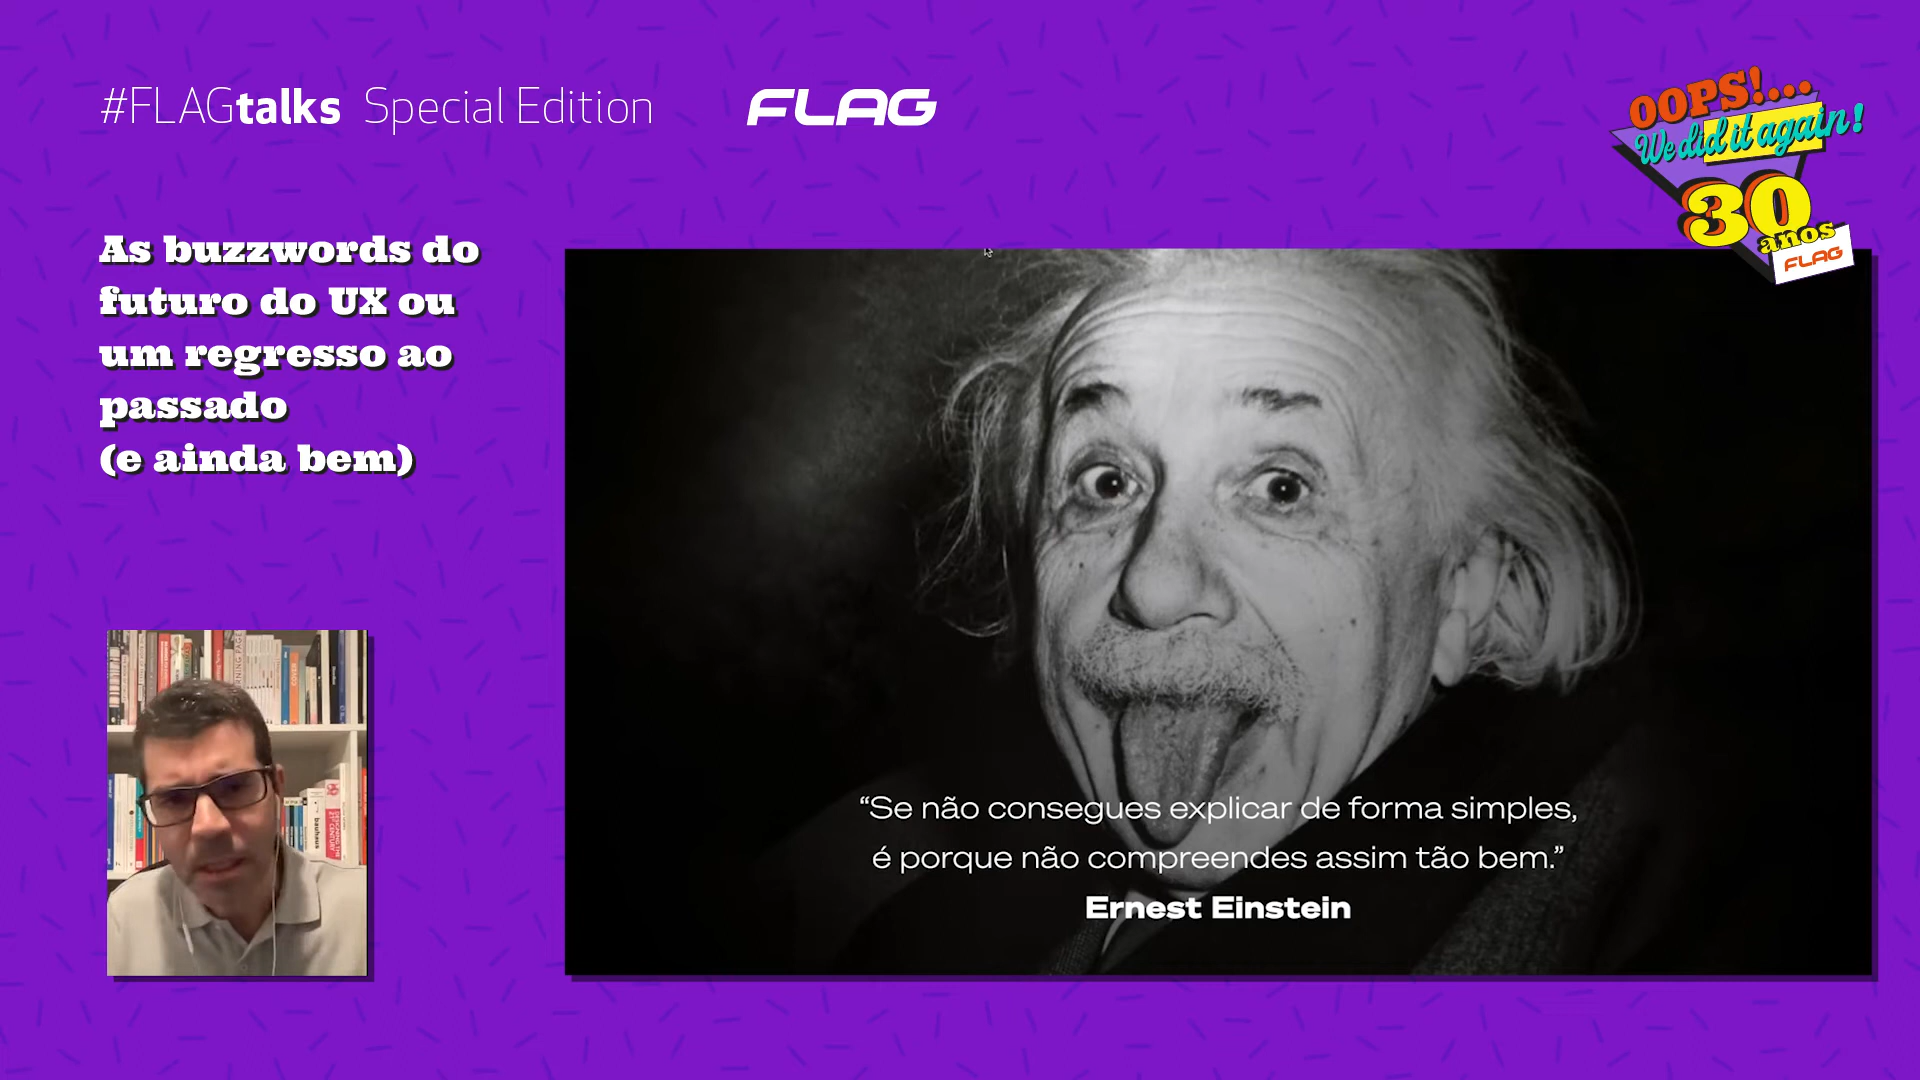 #FLAGtalks Special Edition
FLAG
OOPS!...
We did it again!
30
anos
FLAG
As buzzwords do
futuro do UX ou
um regresso ao
passado
(e ainda bem)
“Se não consegues explicar de forma simples,
é porque não compreendes assim tão bem.”
Ernest Einstein
bauhaus